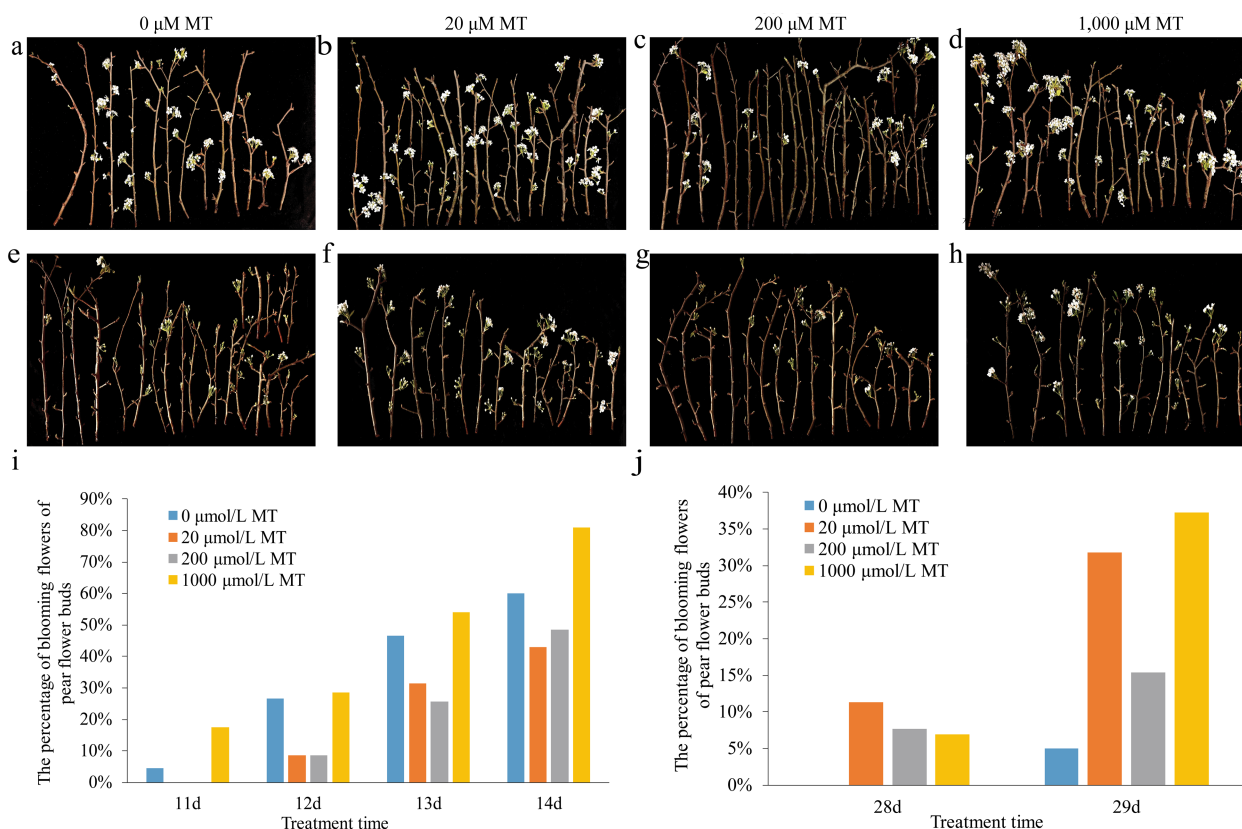 0 μM MT
20 μM MT
200 μM MT
1,000 μM MT
a
b
c
d
e
f
g
h
i
The percentage of blooming flowers of
pear flower buds
90%
80%
70%
60%
50%
40%
30%
20%
10%
0%
0 μmol/L MT
20 μmol/L MT
200 μmol/L MT
1000 μmol/L MT
11d
12d
13d
14d
Treatment time
j
The percentage of blooming flowers
of pear flower buds
40%
35%
30%
25%
20%
15%
10%
5%
0%
0 μmol/L MT
20 μmol/L MT
200 μmol/L MT
1000 μmol/L MT
28d
29d
Treatment time